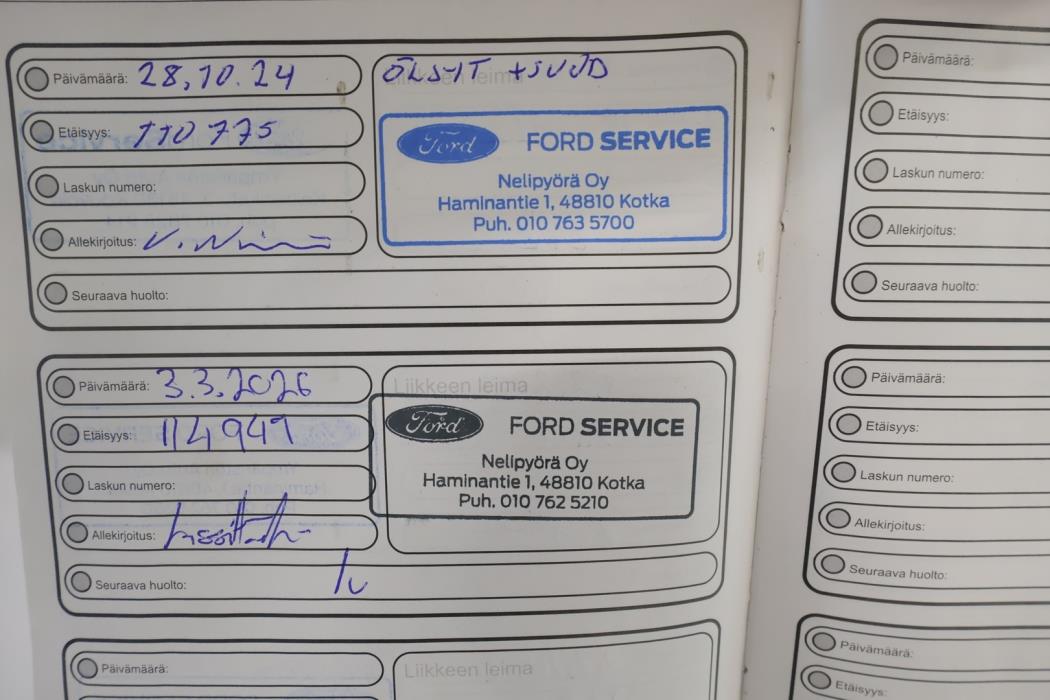 Päivämäärä: 28.10.24
ÖLJYT + SUOD
Liikkeen leima
Etäisyys: 110 775
Ford FORD SERVICE
Nelipyörä Oy
Haminantie 1, 48810 Kotka
Puh. 010 763 5700
Laskun numero:
Allekirjoitus:
Seuraava huolto:
Päivämäärä: 3.3.2026
Liikkeen leima
Etäisyys: 114949
Ford FORD SERVICE
Nelipyörä Oy
Haminantie 1, 48810 Kotka
Puh. 010 762 5210
Laskun numero:
Allekirjoitus:
Seuraava huolto: 1v
Päivämäärä:
Liikkeen leima
Päivämäärä:
Etäisyys:
Laskun numero:
Allekirjoitus:
Seuraava huolto:
Päivämäärä:
Etäisyys:
Laskun numero:
Allekirjoitus:
Seuraava huolto:
Päivämäärä:
Etäisyys: